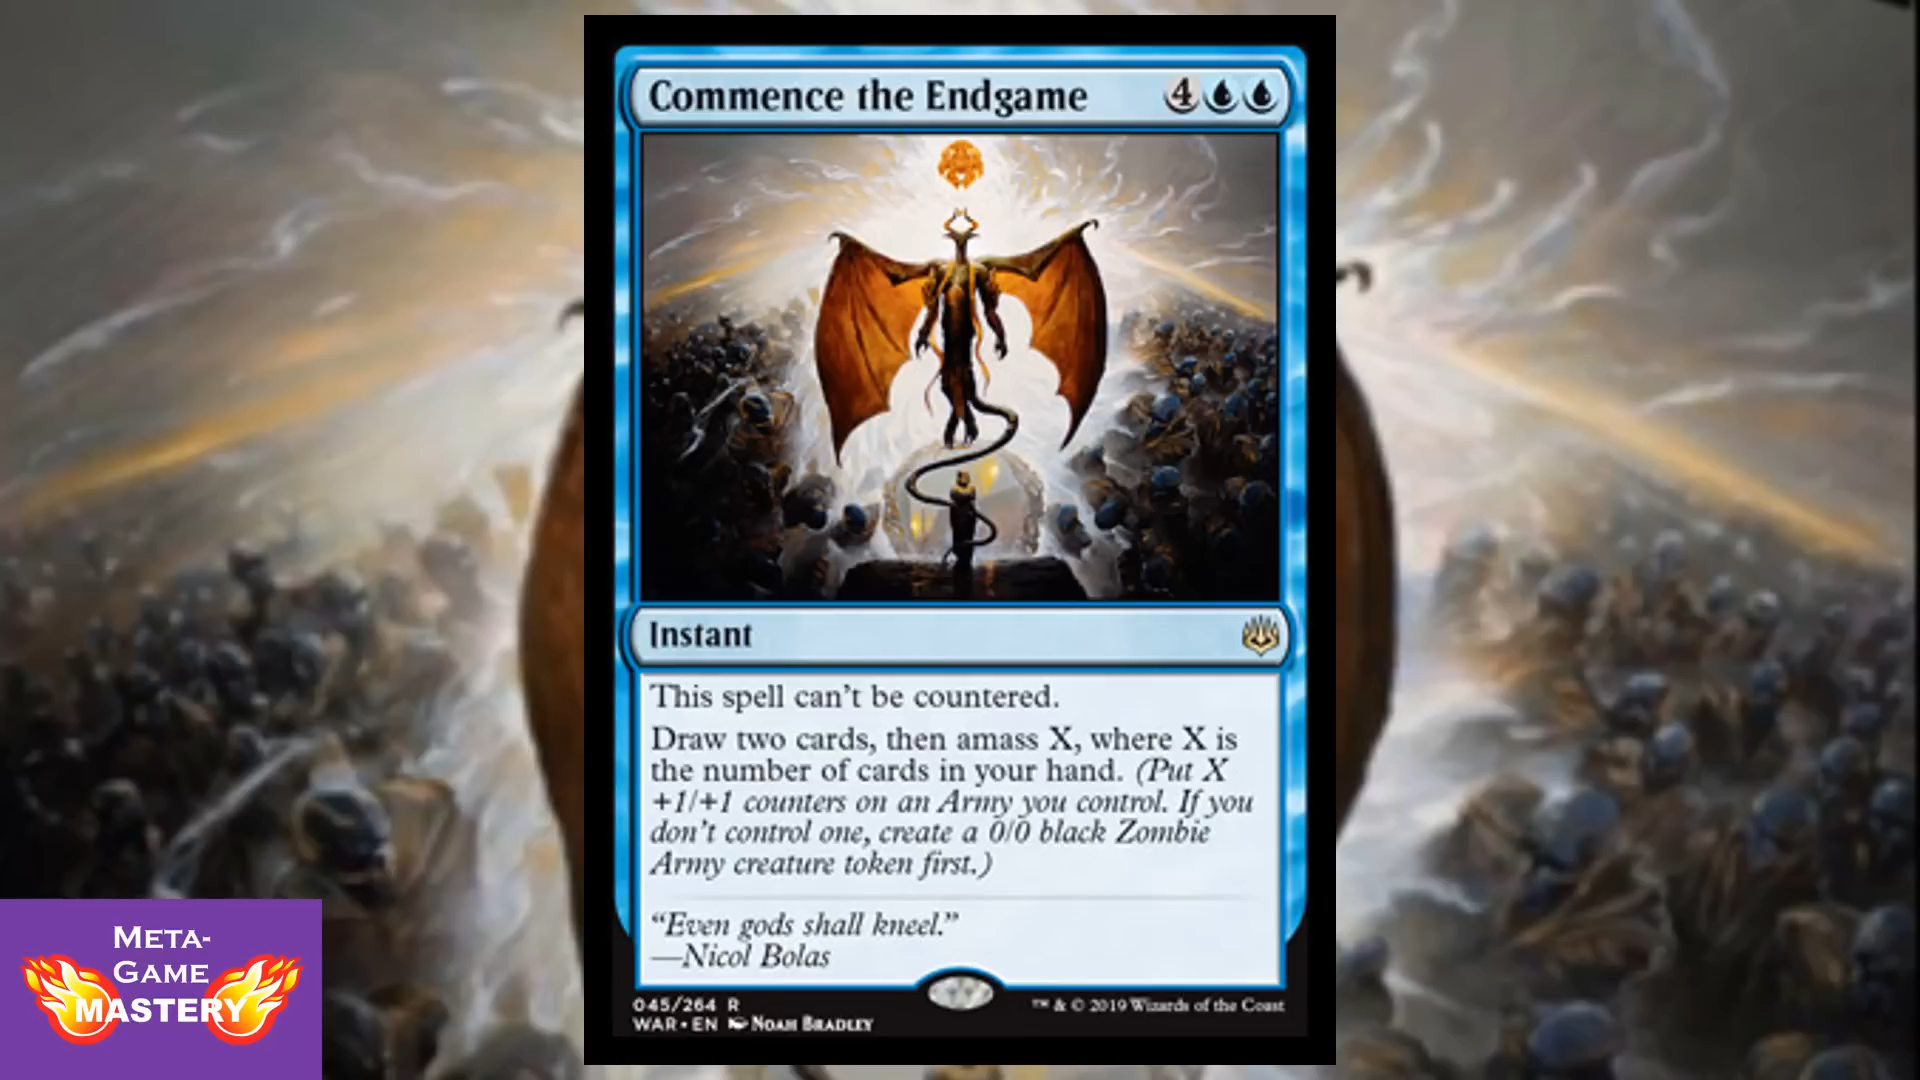 Commence the Endgame 4
Instant
This spell can't be countered.
Draw two cards, then amass X, where X is
the number of cards in your hand. (Put X
+1/+1 counters on an Army you control. If you
don't control one, create a 0/0 black Zombie
Army creature token first.)
“Even gods shall kneel.”
—Nicol Bolas
045/264 R
WAR • EN NOAH BRADLEY
™ & © 2019 Wizards of the Coast
META-
GAME
MASTERY